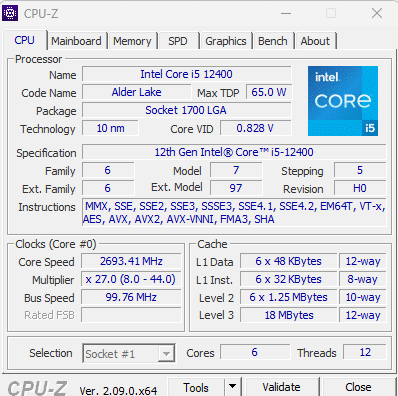 CPU-Z
CPU Mainboard Memory SPD Graphics Bench About
Processor
Name Intel Core i5 12400
Code Name Alder Lake Max TDP 65.0 W
Package Socket 1700 LGA
Technology 10 nm Core VID 0.828 V
intel
CORE
i5
Specification 12th Gen Intel® Core™ i5-12400
Family 6 Model 7 Stepping 5
Ext. Family 6 Ext. Model 97 Revision H0
Instructions MMX, SSE, SSE2, SSE3, SSSE3, SSE4.1, SSE4.2, EM64T, VT-x,
AES, AVX, AVX2, AVX-VNNI, FMA3, SHA
Clocks (Core #0)
Core Speed 2693.41 MHz
Multiplier x 27.0 (8.0 - 44.0)
Bus Speed 99.76 MHz
Rated FSB
Cache
L1 Data 6 x 48 KBytes 12-way
L1 Inst. 6 x 32 KBytes 8-way
Level 2 6 x 1.25 MBytes 10-way
Level 3 18 MBytes 12-way
Selection Socket #1 Cores 6 Threads 12
CPU-Z Ver. 2.09.0.x64 Tools Validate Close